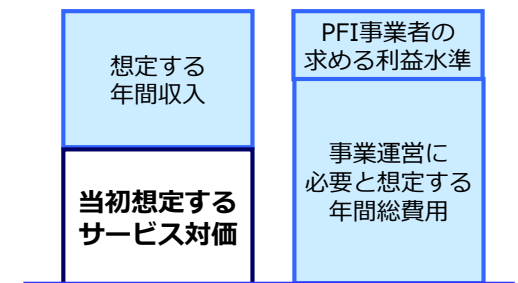 想定する
年間収入
当初想定する
サービス対価
PFI事業者の
求める利益水準
事業運営に
必要と想定する
年間総費用